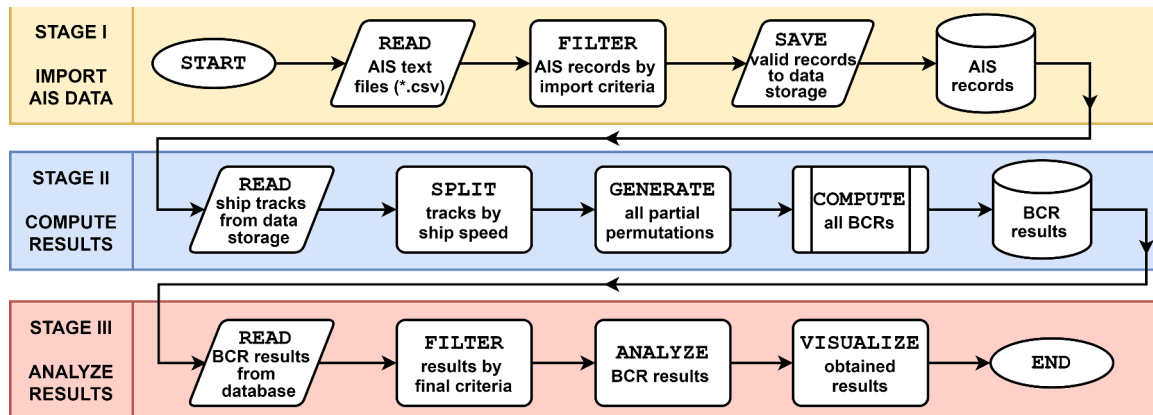 STAGE I
IMPORT
AIS DATA
START
READ
AIS text
files (*.csv)
FILTER
AIS records by
import criteria
SAVE
valid records
to data
storage
AIS
records
STAGE II
COMPUTE
RESULTS
READ
ship tracks
from data
storage
SPLIT
tracks by
ship speed
GENERATE
all partial
permutations
COMPUTE
all BCRs
BCR
results
STAGE III
ANALYZE
RESULTS
READ
BCR results
from
database
FILTER
results by
final criteria
ANALYZE
BCR results
VISUALIZE
obtained
results
END